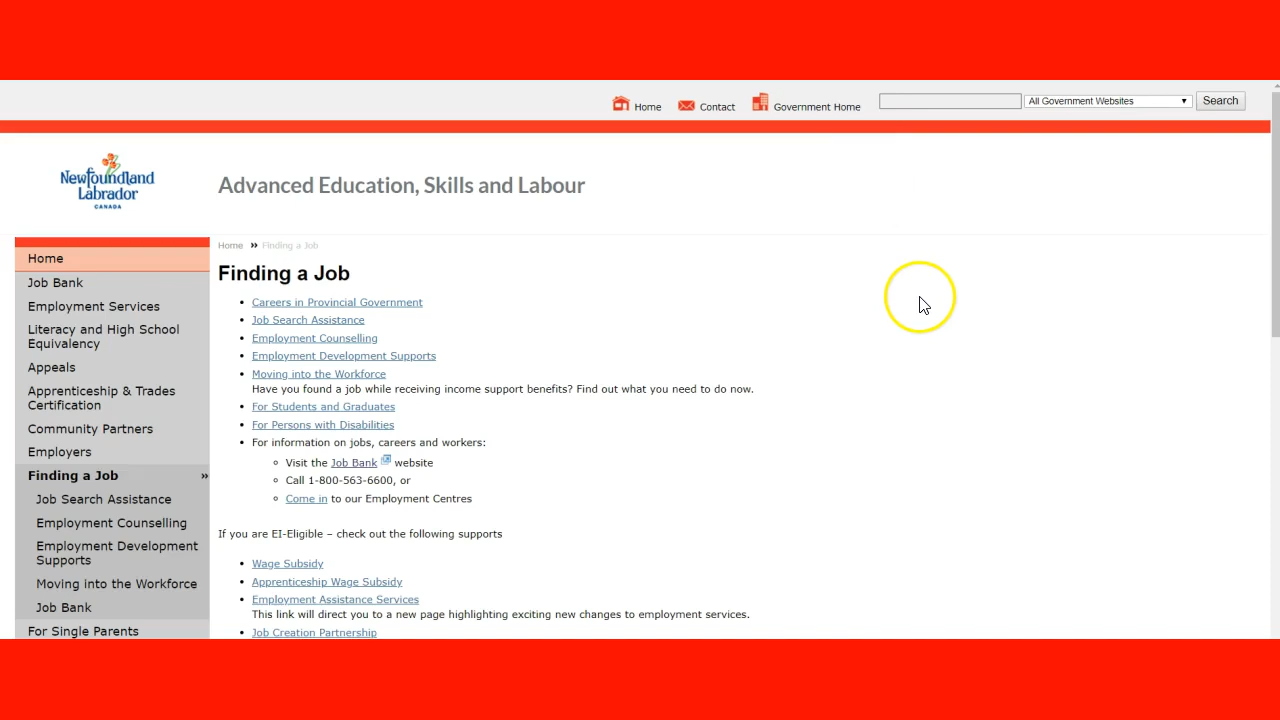 Home
Contact
Government Home
All Government Websites
Search
Newfoundland
Labrador
CANADA
Advanced Education, Skills and Labour
Home
Job Bank
Employment Services
Literacy and High School
Equivalency
Appeals
Apprenticeship & Trades
Certification
Community Partners
Employers
Finding a Job »
Job Search Assistance
Employment Counselling
Employment Development
Supports
Moving into the Workforce
Job Bank
For Single Parents
Home » Finding a Job
Finding a Job
• Careers in Provincial Government
• Job Search Assistance
• Employment Counselling
• Employment Development Supports
• Moving into the Workforce
Have you found a job while receiving income support benefits? Find out what you need to do now.
• For Students and Graduates
• For Persons with Disabilities
• For information on jobs, careers and workers:
◦ Visit the Job Bank website
◦ Call 1-800-563-6600, or
◦ Come in to our Employment Centres
If you are EI-Eligible – check out the following supports
• Wage Subsidy
• Apprenticeship Wage Subsidy
• Employment Assistance Services
This link will direct you to a new page highlighting exciting new changes to employment services.
• Job Creation Partnership